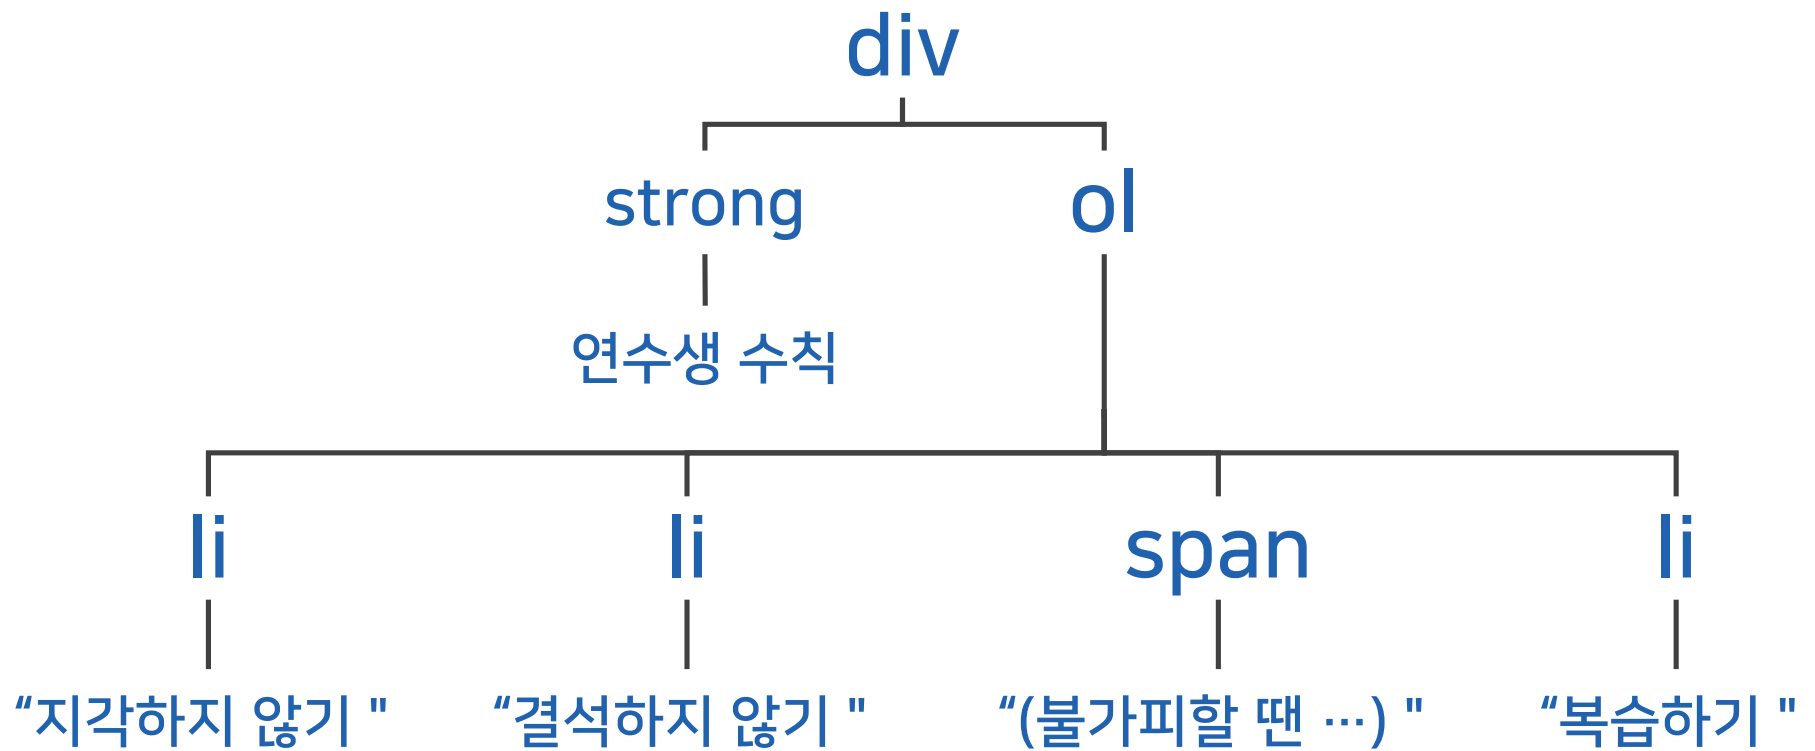 div
strong
ol
연수생 수칙
li
li
span
li
“지각하지 않기 "
“결석하지 않기 "
“(불가피할 땐 …) "
“복습하기 "